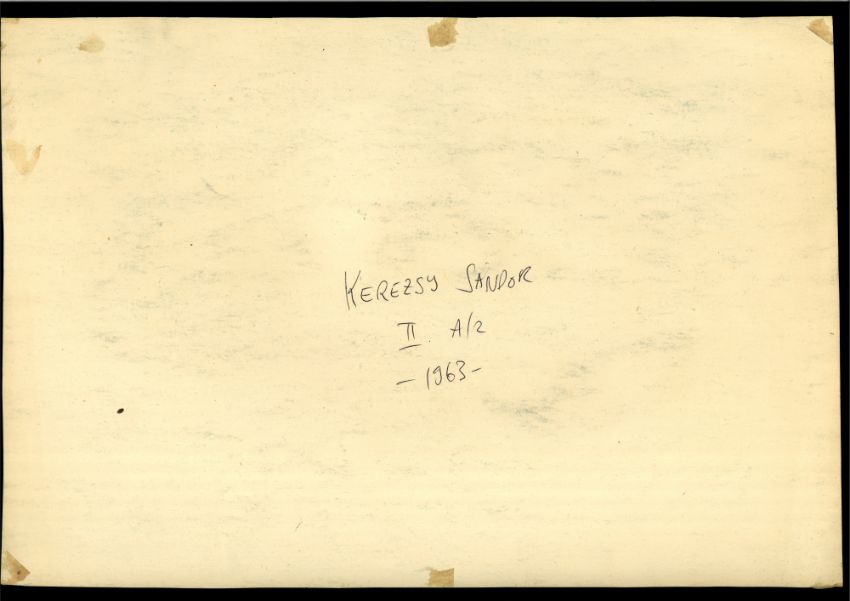 KEREZSY SÁNDOR
II. A/2
- 1963 -